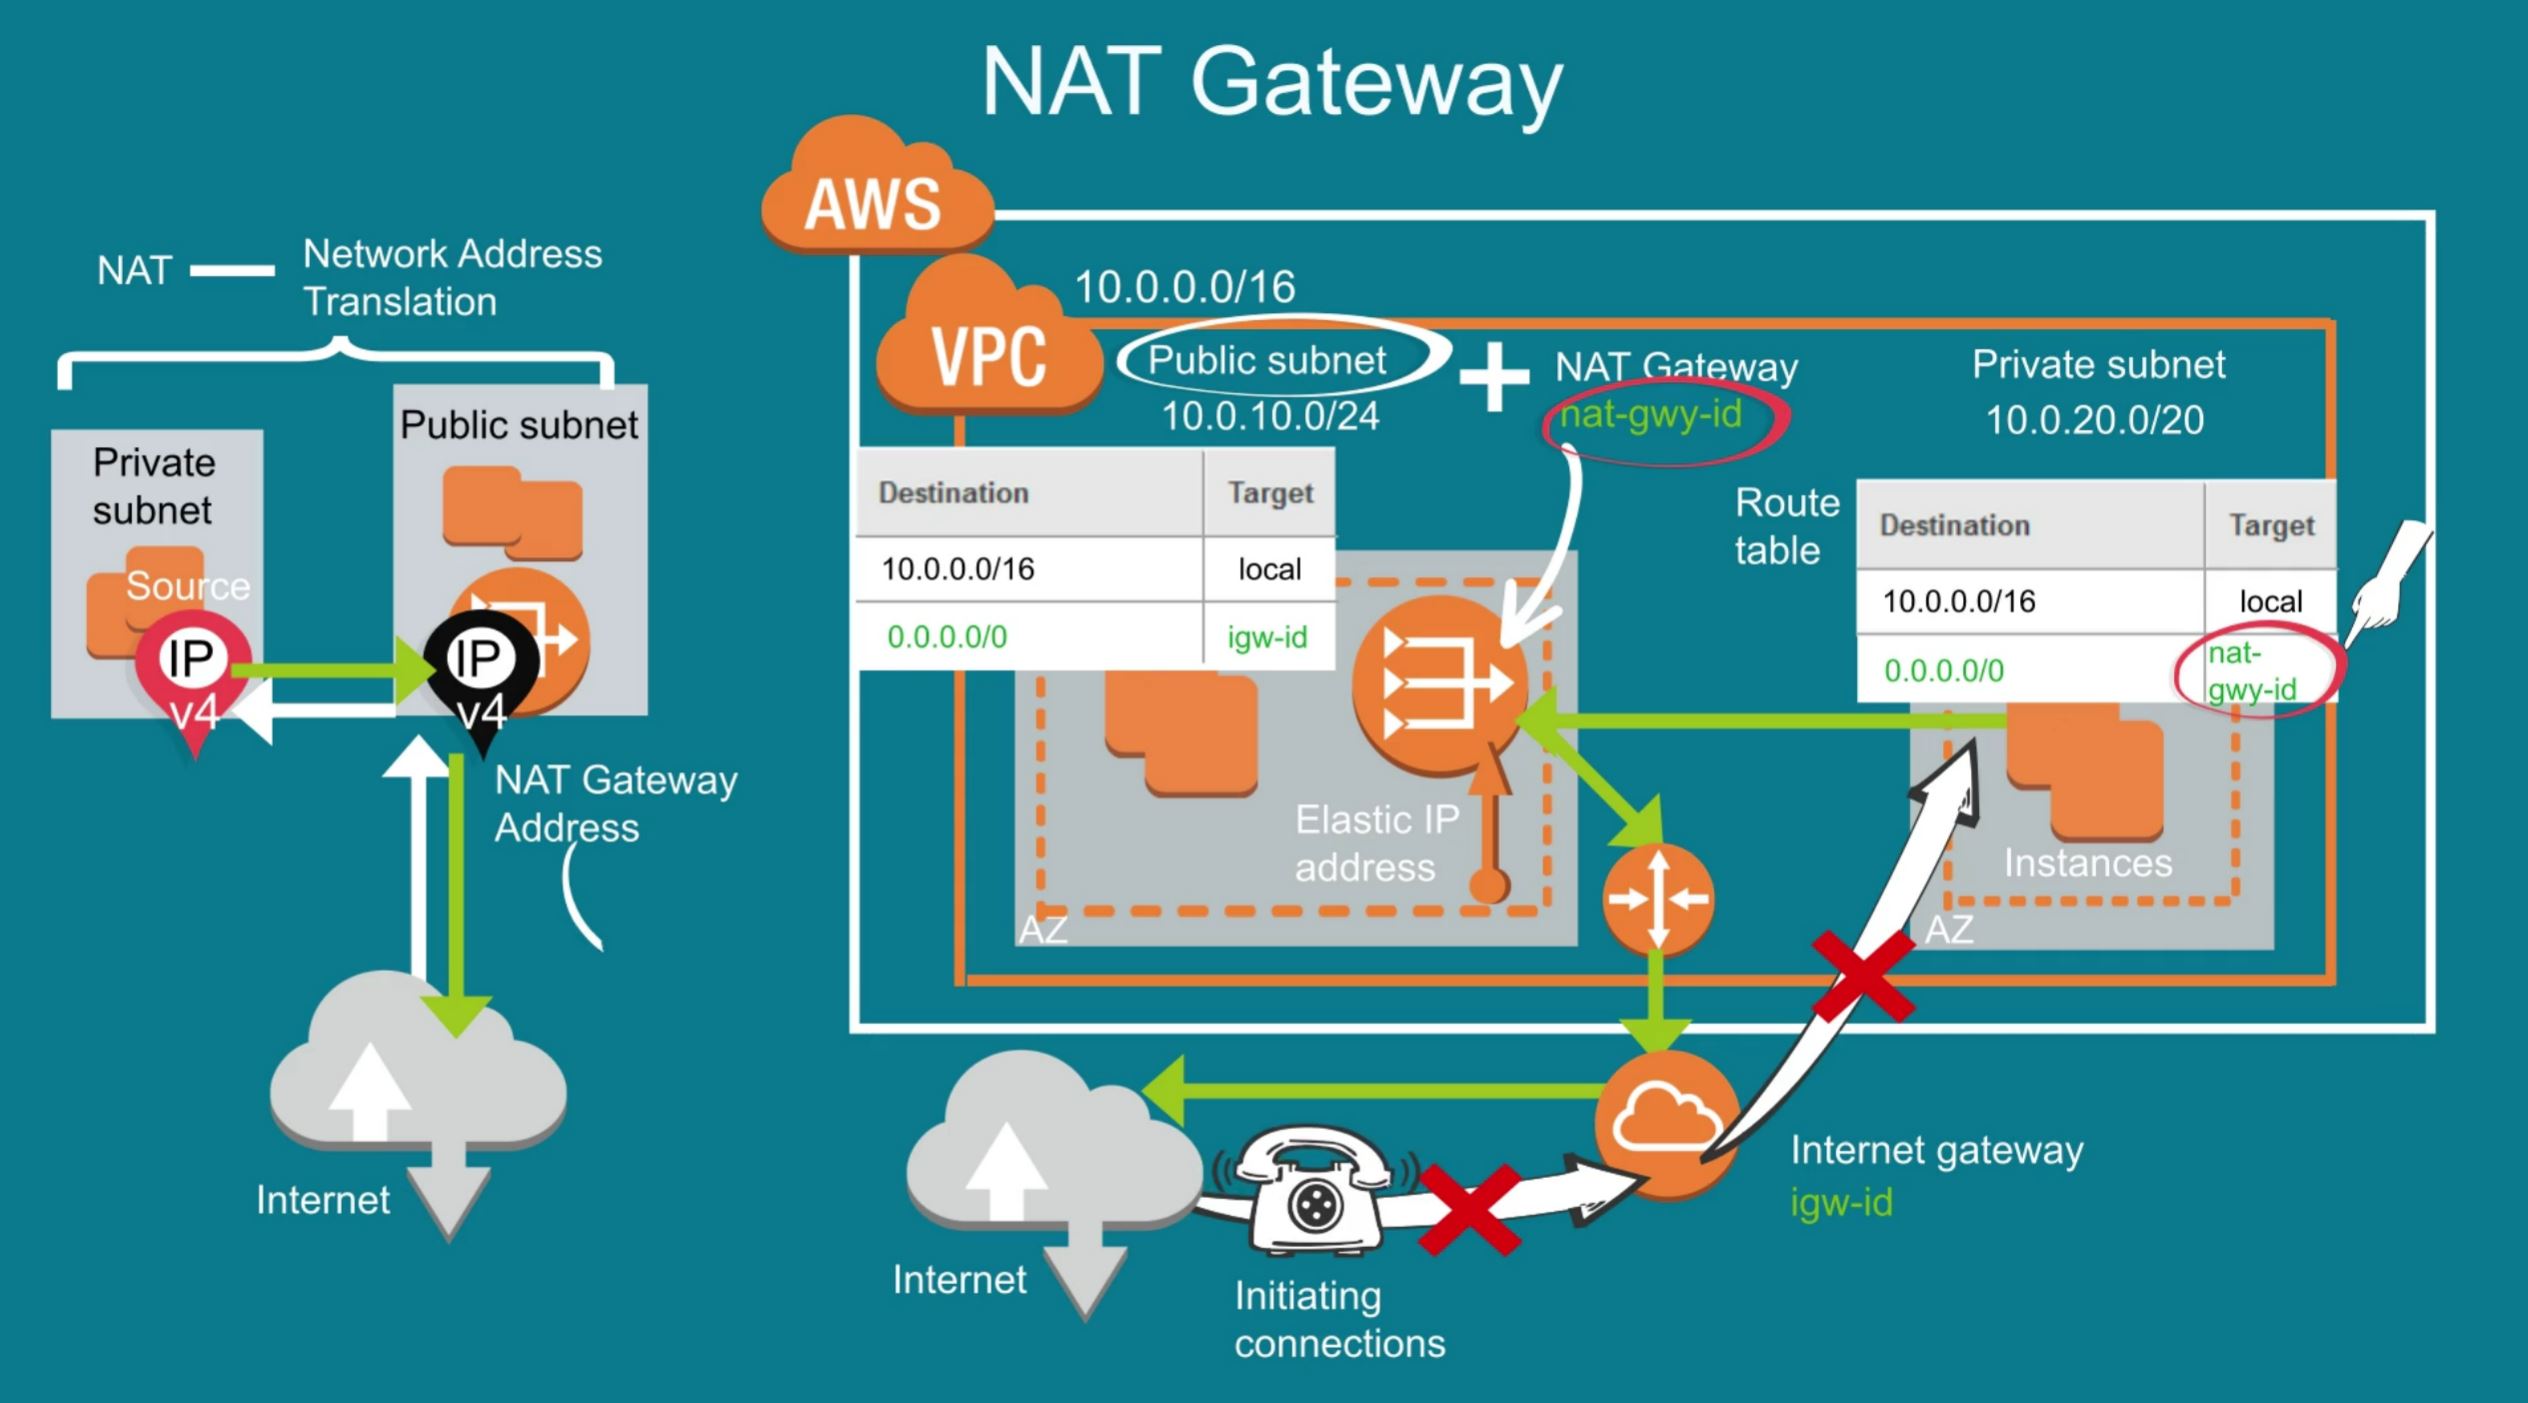 NAT Gateway
AWS
NAT
Network Address
Translation
Private
subnet
Source
IP
v4
Public subnet
IP
v4
NAT Gateway
Address
Internet
VPC
10.0.0.0/16
Public subnet
10.0.10.0/24
NAT Gateway
nat-gwy-id
Private subnet
10.0.20.0/20
Destination Target
10.0.0.0/16 local
0.0.0.0/0 igw-id
Route
table
Destination Target
10.0.0.0/16 local
0.0.0.0/0 nat-
gwy-id
Elastic IP
address
AZ
Instances
AZ
Internet
Initiating
connections
Internet gateway
igw-id